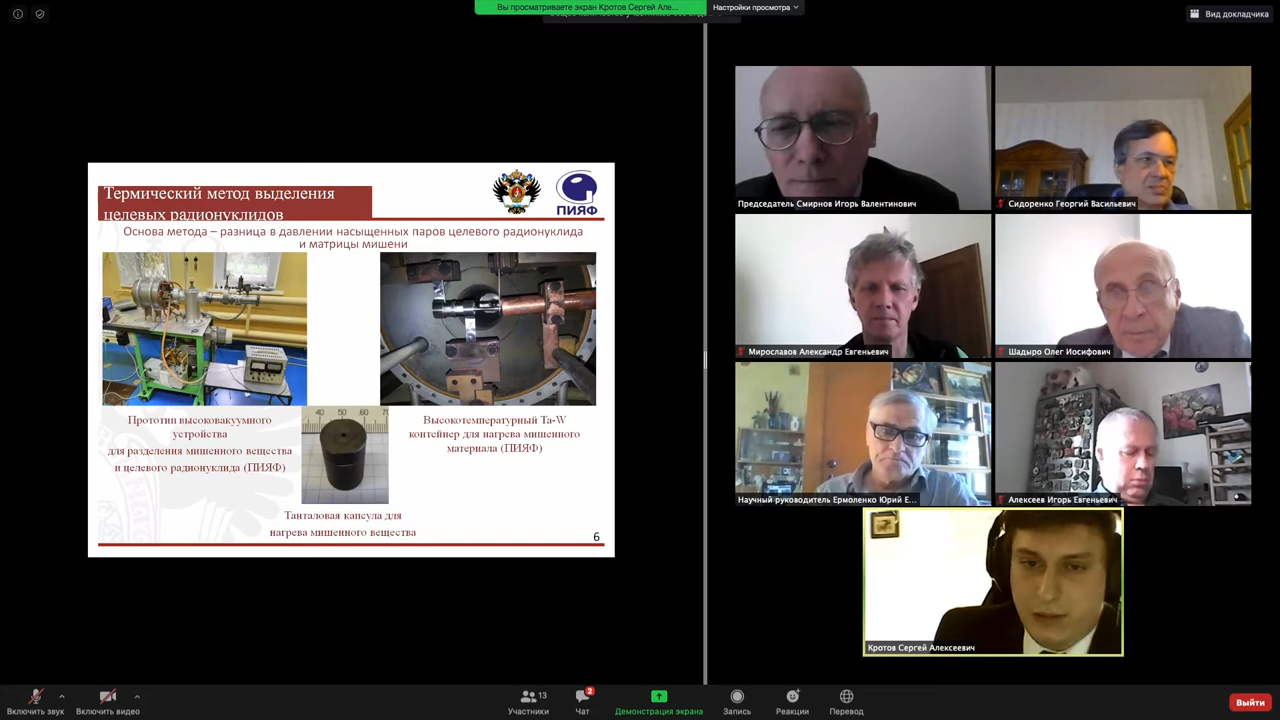 Вы просматриваете экран Кротов Сергей Але...
Настройки просмотра
Вид докладчика
Термический метод выделения
целевых радионуклидов
ПИЯФ
Основа метода – разница в давлении насыщенных паров целевого радионуклида
и матрицы мишени
Прототип высоковакуумного
устройства
для разделения мишенного вещества
и целевого радионуклида (ПИЯФ)
40 50 60
Высокотемпературный Ta-W
контейнер для нагрева мишенного
материала (ПИЯФ)
Танталовая капсула для
нагрева мишенного вещества
6
Председатель Смирнов Игорь Валентинович
Сидоренко Георгий Васильевич
Мирославов Александр Евгеньевич
Шадыро Олег Иосифович
Научный руководитель Ермоленко Юрий Е...
Алексеев Игорь Евгеньевич
Кротов Сергей Алексеевич
Включить звук
Включить видео
13
Участники
2
Чат
Демонстрация экрана
Запись
Реакции
Перевод
Выйти